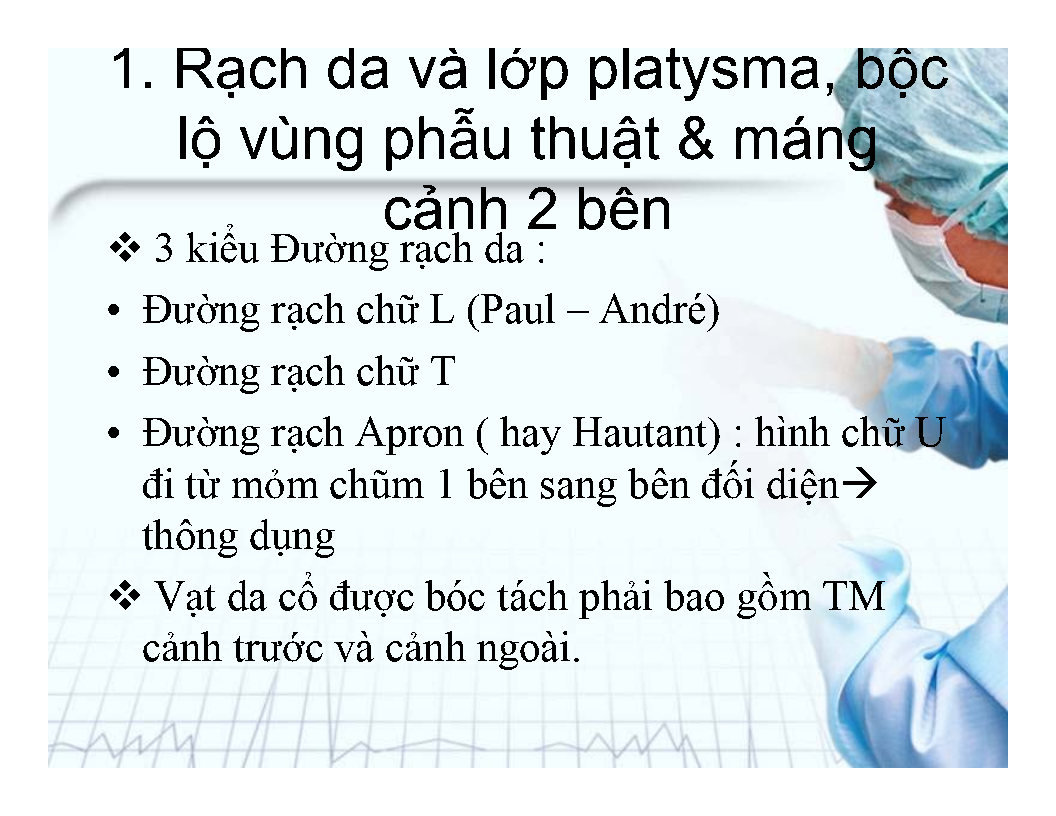 1. Rạch da và lớp platysma, bộc
lộ vùng phẫu thuật & máng
cảnh 2 bên
❖ 3 kiểu Đường rạch da :
• Đường rạch chữ L (Paul – André)
• Đường rạch chữ T
• Đường rạch Apron ( hay Hautant) : hình chữ U
đi từ mỏm chũm 1 bên sang bên đối diện→
thông dụng
❖ Vạt da cổ được bóc tách phải bao gồm TM
cảnh trước và cảnh ngoài.